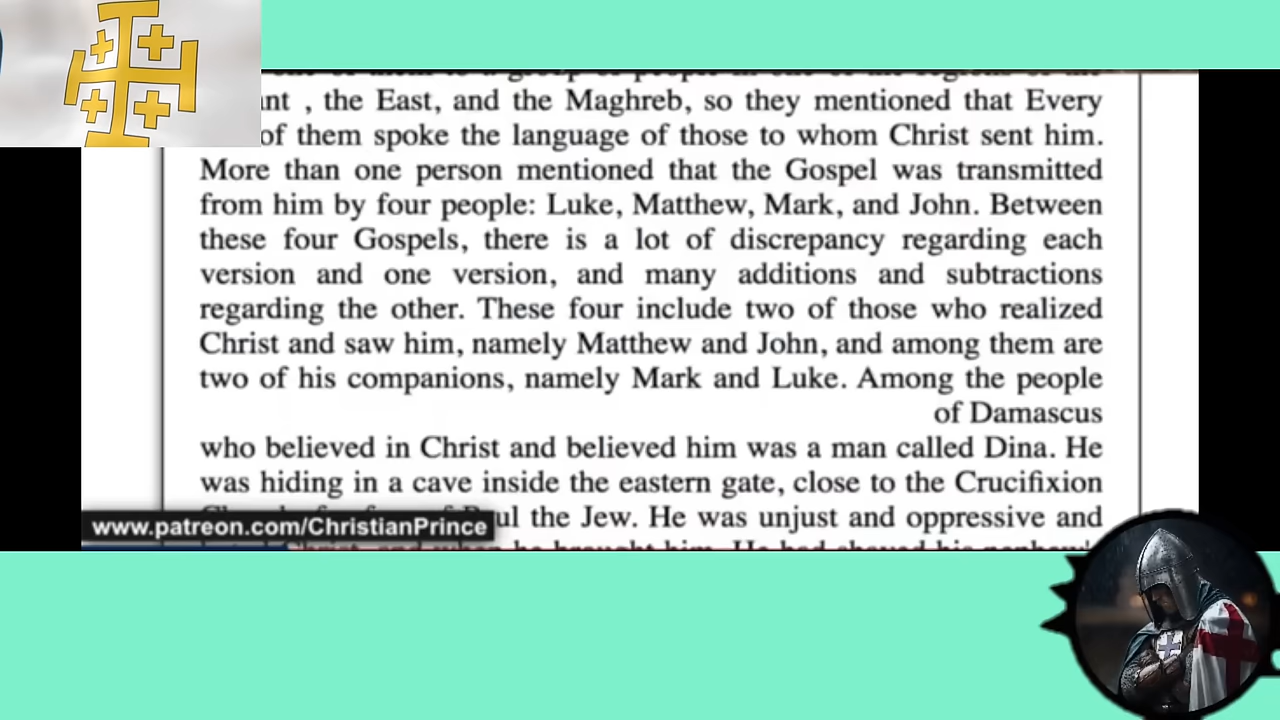 nt , the East, and the Maghreb, so they mentioned that Every
of them spoke the language of those to whom Christ sent him.
More than one person mentioned that the Gospel was transmitted
from him by four people: Luke, Matthew, Mark, and John. Between
these four Gospels, there is a lot of discrepancy regarding each
version and one version, and many additions and subtractions
regarding the other. These four include two of those who realized
Christ and saw him, namely Matthew and John, and among them are
two of his companions, namely Mark and Luke. Among the people
of Damascus
who believed in Christ and believed him was a man called Dina. He
was hiding in a cave inside the eastern gate, close to the Crucifixion
ul the Jew. He was unjust and oppressive and
www.patreon.com/ChristianPrince